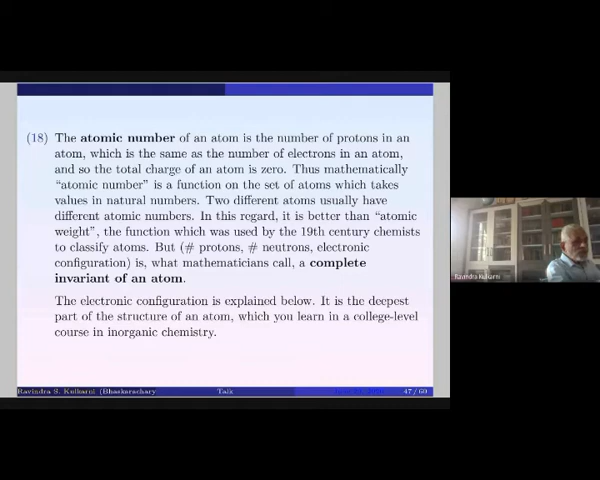 (18) The atomic number of an atom is the number of protons in an
atom, which is the same as the number of electrons in an atom,
and so the total charge of an atom is zero. Thus mathematically
“atomic number” is a function on the set of atoms which takes
values in natural numbers. Two different atoms usually have
different atomic numbers. In this regard, it is better than “atomic
weight”, the function which was used by the 19th century chemists
to classify atoms. But (# protons, # neutrons, electronic
configuration) is, what mathematicians call, a complete
invariant of an atom.
The electronic configuration is explained below. It is the deepest
part of the structure of an atom, which you learn in a college-level
course in inorganic chemistry.
Ravindra S. Kulkarni (Bhaskarachary
Talk
47 / 60
Ravindra Kulkarni